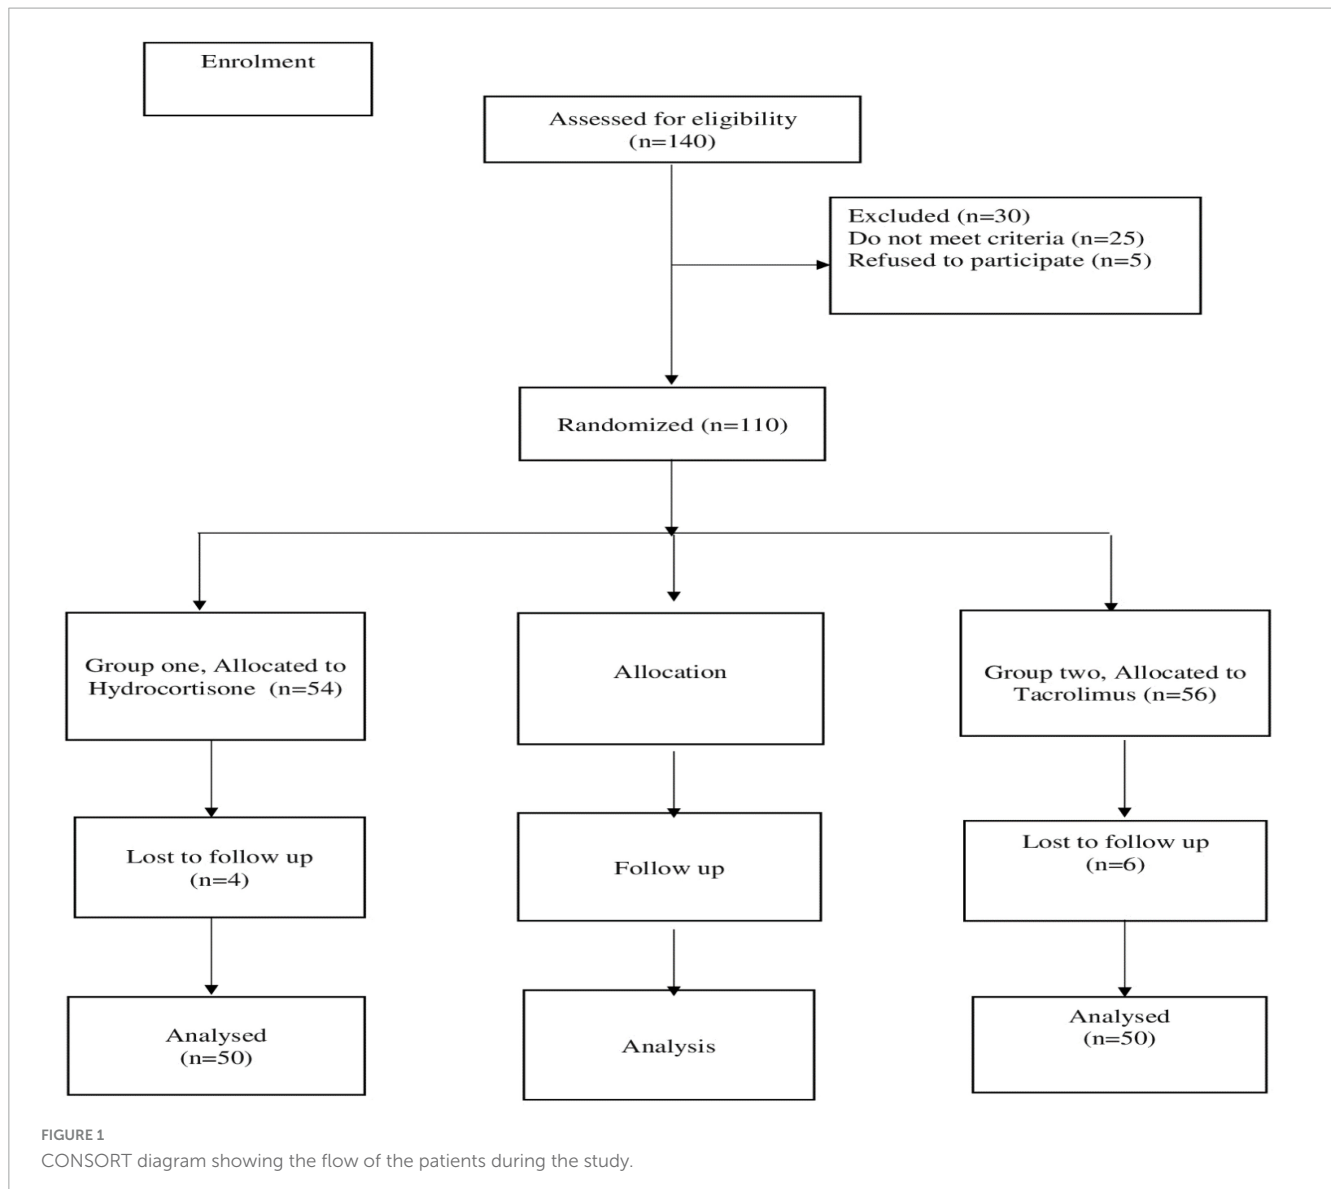 Enrolment
Assessed for eligibility
(n=140)
Excluded (n=30)
Do not meet criteria (n=25)
Refused to participate (n=5)
Randomized (n=110)
Group one, Allocated to
Hydrocortisone (n=54)
Allocation
Group two, Allocated to
Tacrolimus (n=56)
Lost to follow up
(n=4)
Follow up
Lost to follow up
(n=6)
Analysed
(n=50)
Analysis
Analysed
(n=50)
FIGURE 1
CONSORT diagram showing the flow of the patients during the study.